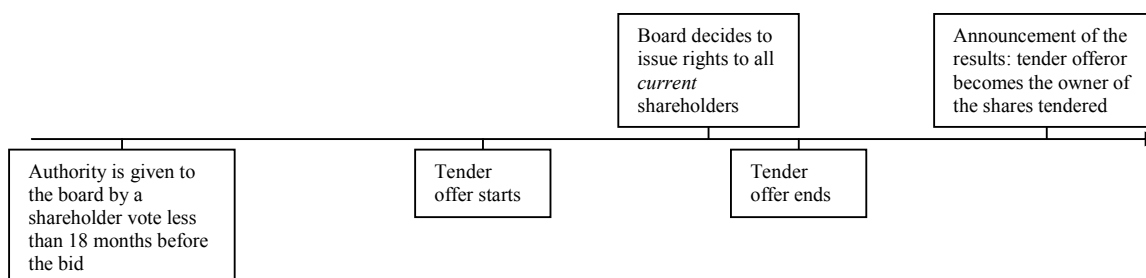 Board decides to
issue rights to all
current
shareholders
Announcement of the
results: tender offeror
becomes the owner of
the shares tendered
Authority is given to
the board by a
shareholder vote less
than 18 months before
the bid
Tender
offer starts
Tender
offer ends